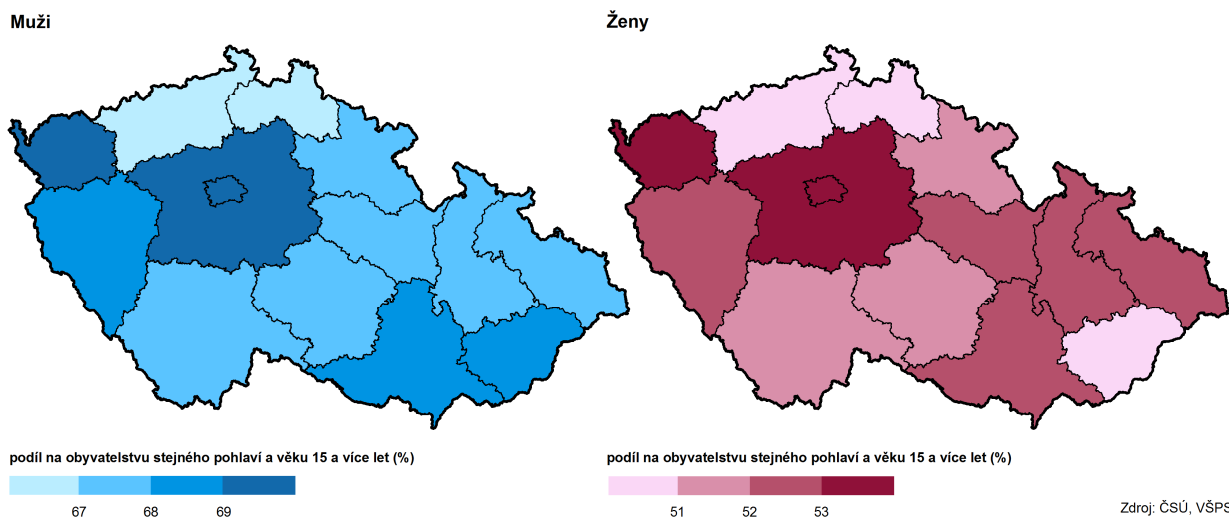 Muži
Ženy
podíl na obyvatelstvu stejného pohlaví a věku 15 a více let (%)
67 68 69
podíl na obyvatelstvu stejného pohlaví a věku 15 a více let (%)
51 52 53
Zdroj: ČSÚ, VŠPS